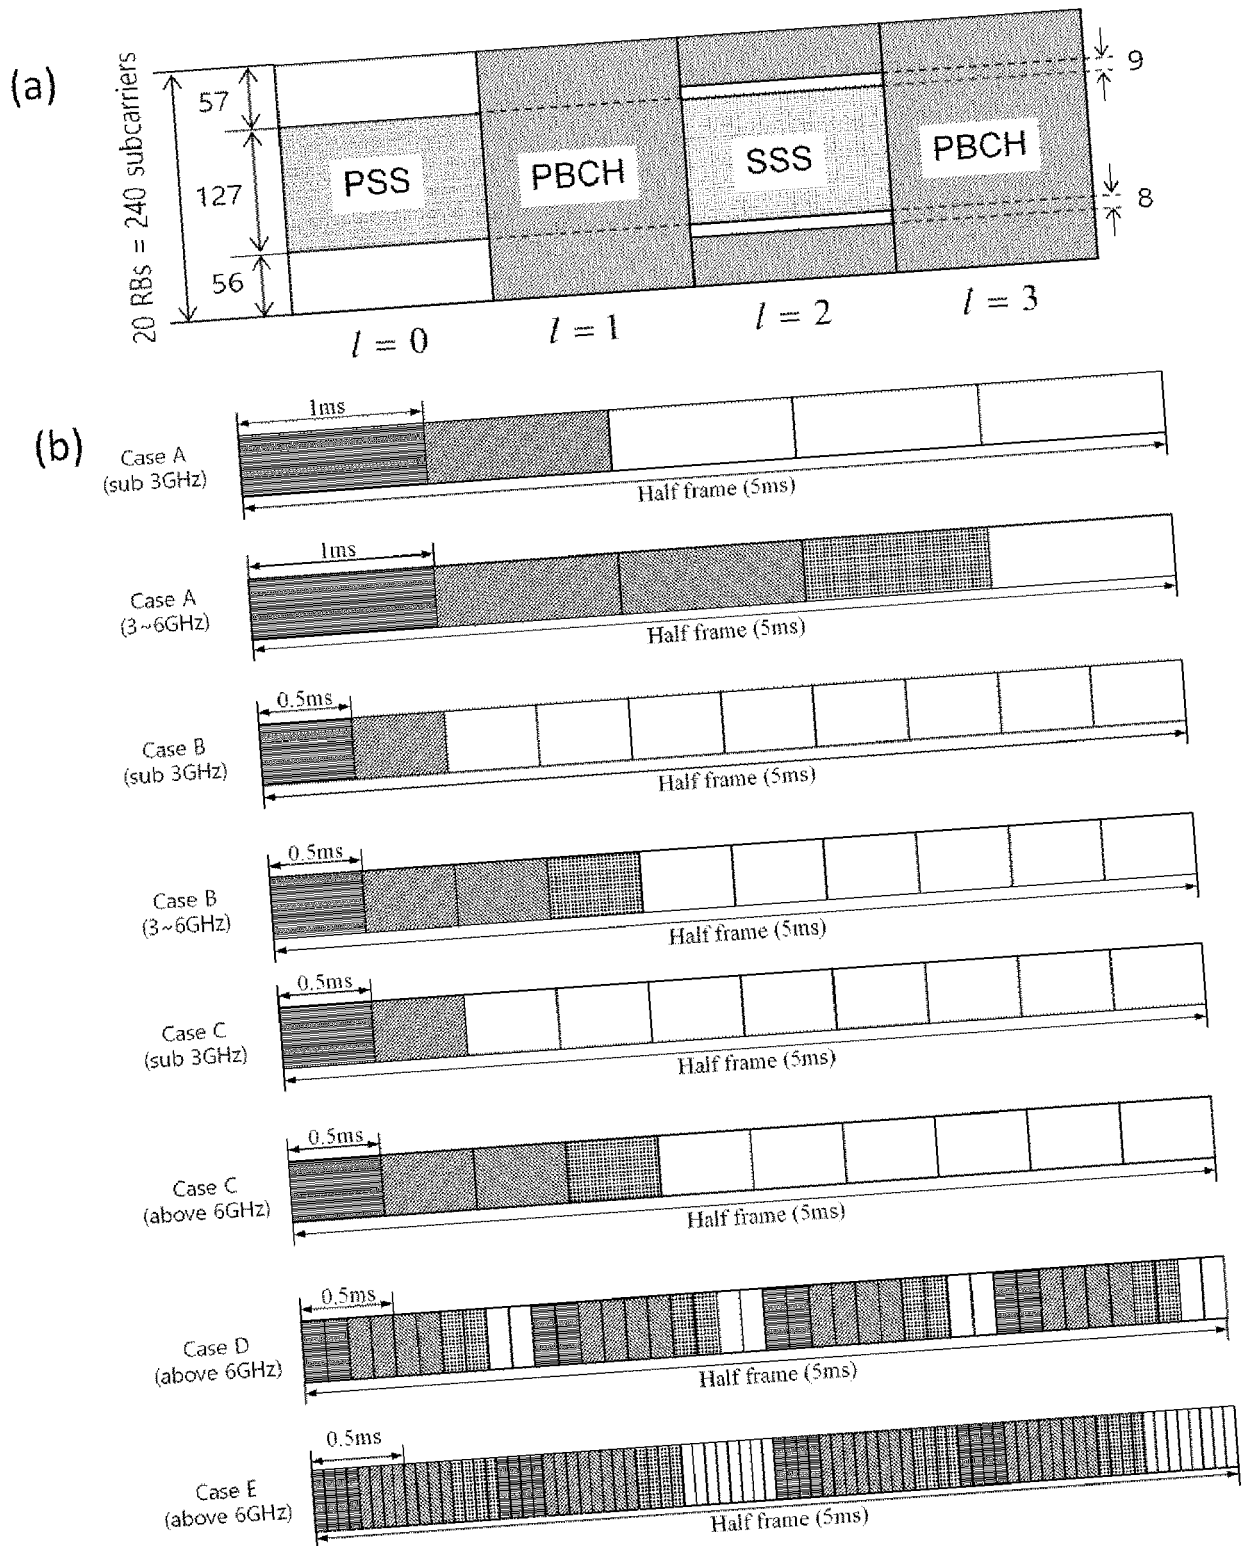 (a)
20 RBs = 240 subcarriers
57
127
56
PSS
PBCH
SSS
PBCH
9
8
l = 0
l = 1
l = 2
l = 3
(b)
1ms
Case A
(sub 3GHz)
Half frame (5ms)
1ms
Case A
(3~6GHz)
Half frame (5ms)
0.5ms
Case B
(sub 3GHz)
Half frame (5ms)
0.5ms
Case B
(3~6GHz)
Half frame (5ms)
0.5ms
Case C
(sub 3GHz)
Half frame (5ms)
0.5ms
Case C
(above 6GHz)
Half frame (5ms)
0.5ms
Case D
(above 6GHz)
Half frame (5ms)
0.5ms
Case E
(above 6GHz)
Half frame (5ms)